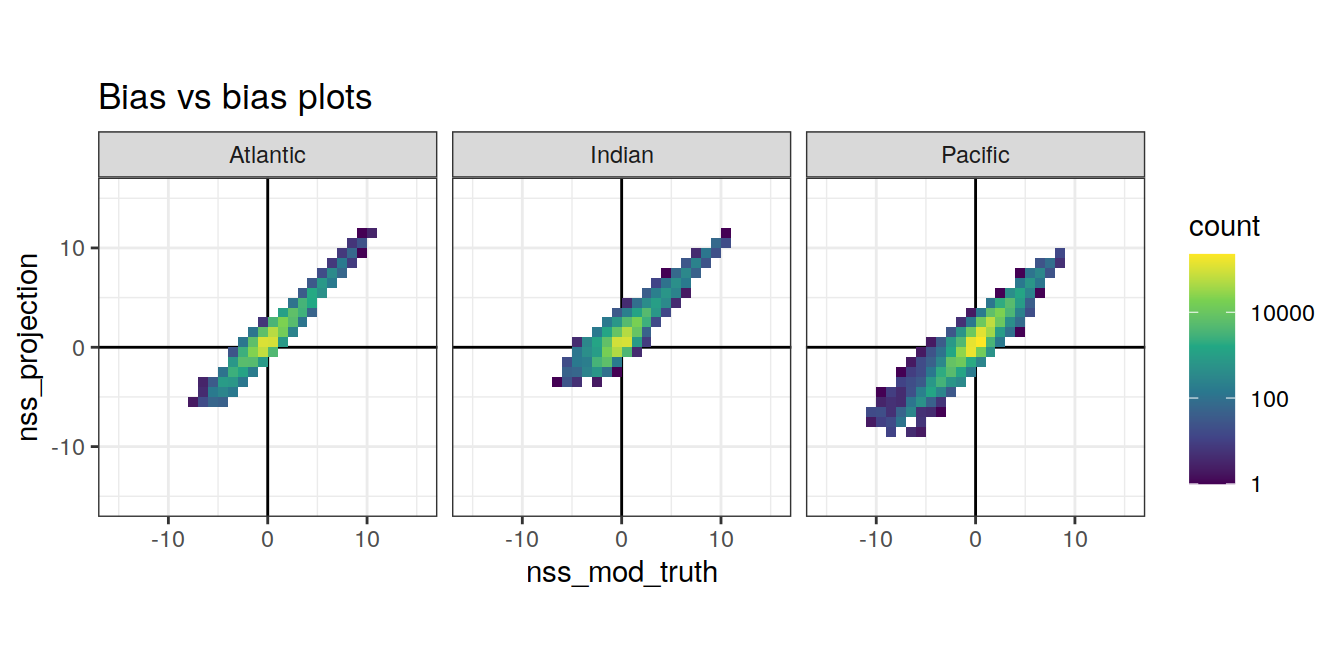 Bias vs bias plots
Atlantic
Indian
Pacific
nss_projection
10
0
-10
-10 0 10
-10 0 10
-10 0 10
nss_mod_truth
count
10000
100
1